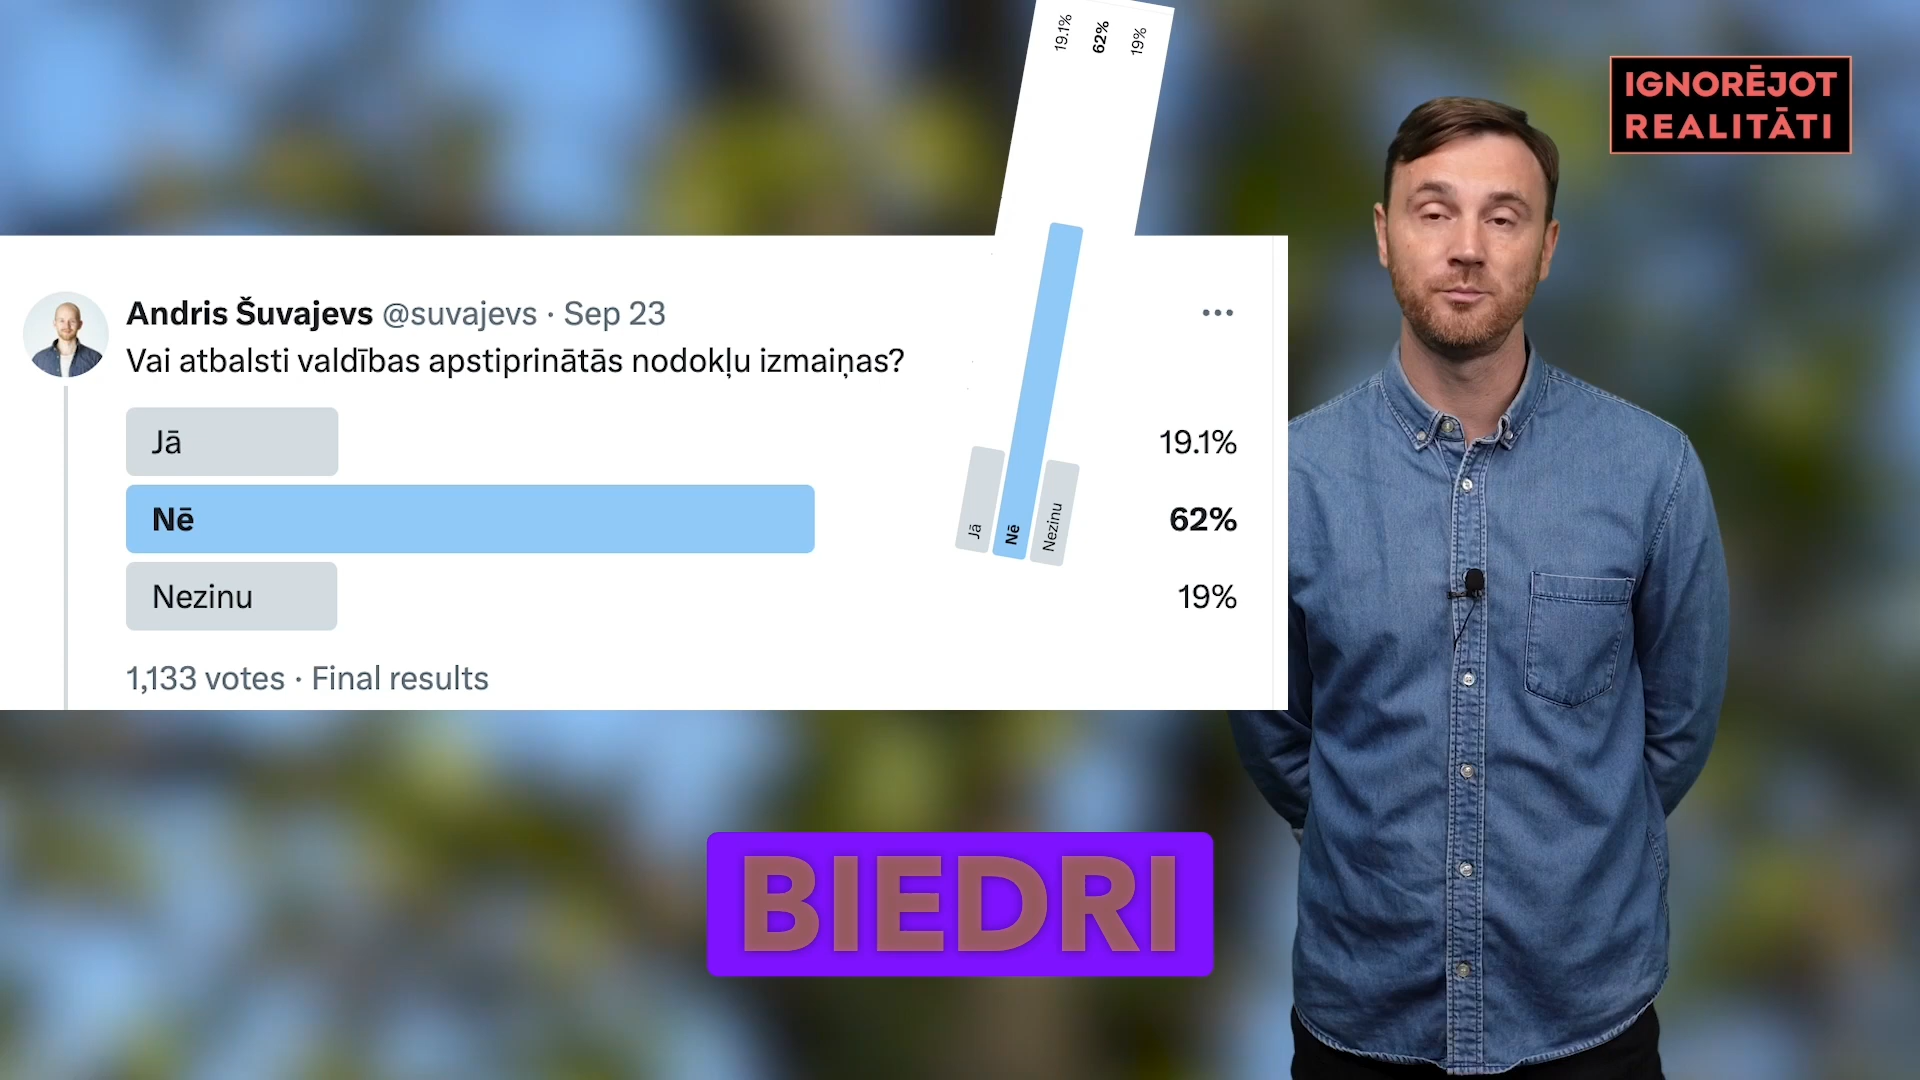 19.1%
62%
19%
IGNORĒJOT
REALITĀTI
Andris Šuvajevs @suvajevs · Sep 23
Vai atbalsti valdības apstiprinātās nodokļu izmaiņas?
Jā
19.1%
Nē
62%
Nezinu
19%
Jā
Nē
Nezinu
1,133 votes · Final results
BIEDRI